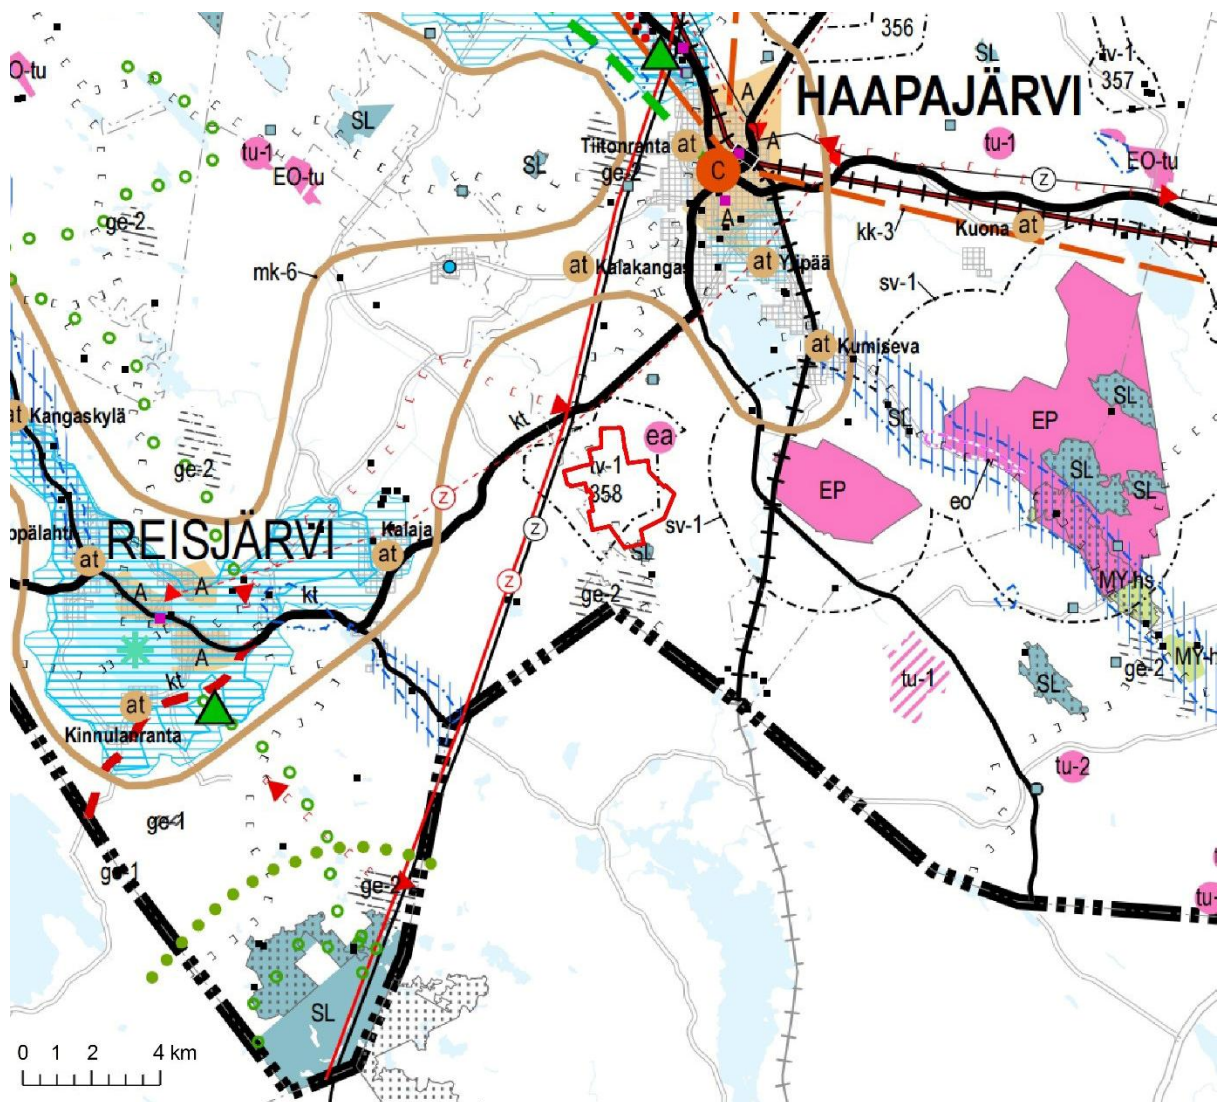 356
SL
tv-1
357
O-tu
A
HAAPAJÄRVI
SL
A
tu-1
Tiitonranta
at
tu-1
EO-tu
SL
ge-2
C
EO-tu
Z
A
ge-2
kk-3
Kuona
at
mk-6
at
Kalakangas
at
Ylipää
sv-1
at
Kumiseva
SL
at
Kangaskylä
kt
ea
SL
EP
SL
ge-2
tv-1
358
EP
SL
SL
Z
eo
Z
sv-1
REISJÄRVI
Kalaja
ppälahti
at
at
SL
MY-hs
A
A
kt
ge-2
A
MY-h
ge-2
tu-1
SL
kt
at
Kinnulanranta
tu-2
ge-1
ge-1
ge-2
tu-
SL
0 1 2 4 km